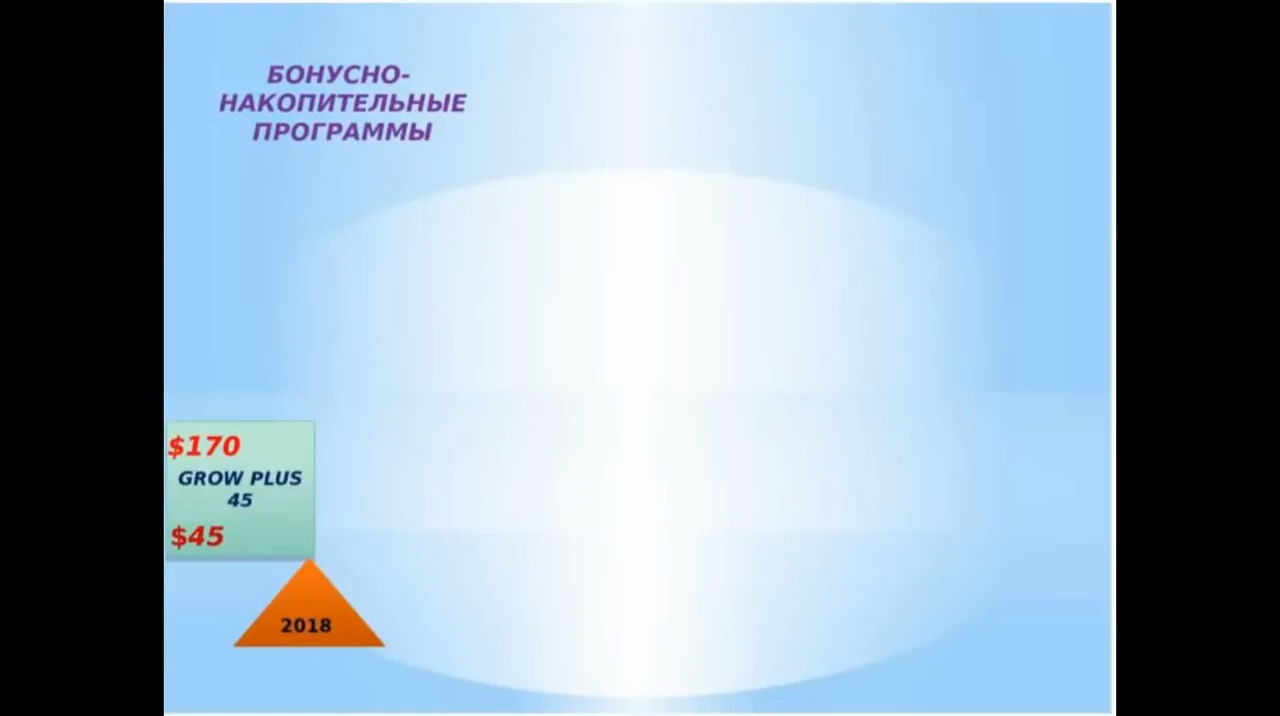 БОНУСНО-
НАКОПИТЕЛЬНЫЕ
ПРОГРАММЫ
$170
GROW PLUS
45
$45
2018